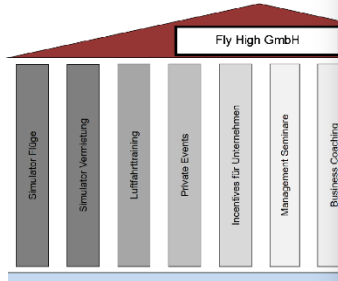 Fly High GmbH
Simulator Flüge
Simulator Vermietung
Luftfahrttraining
Private Events
Incentives für Unternehmen
Management Seminare
Business Coaching